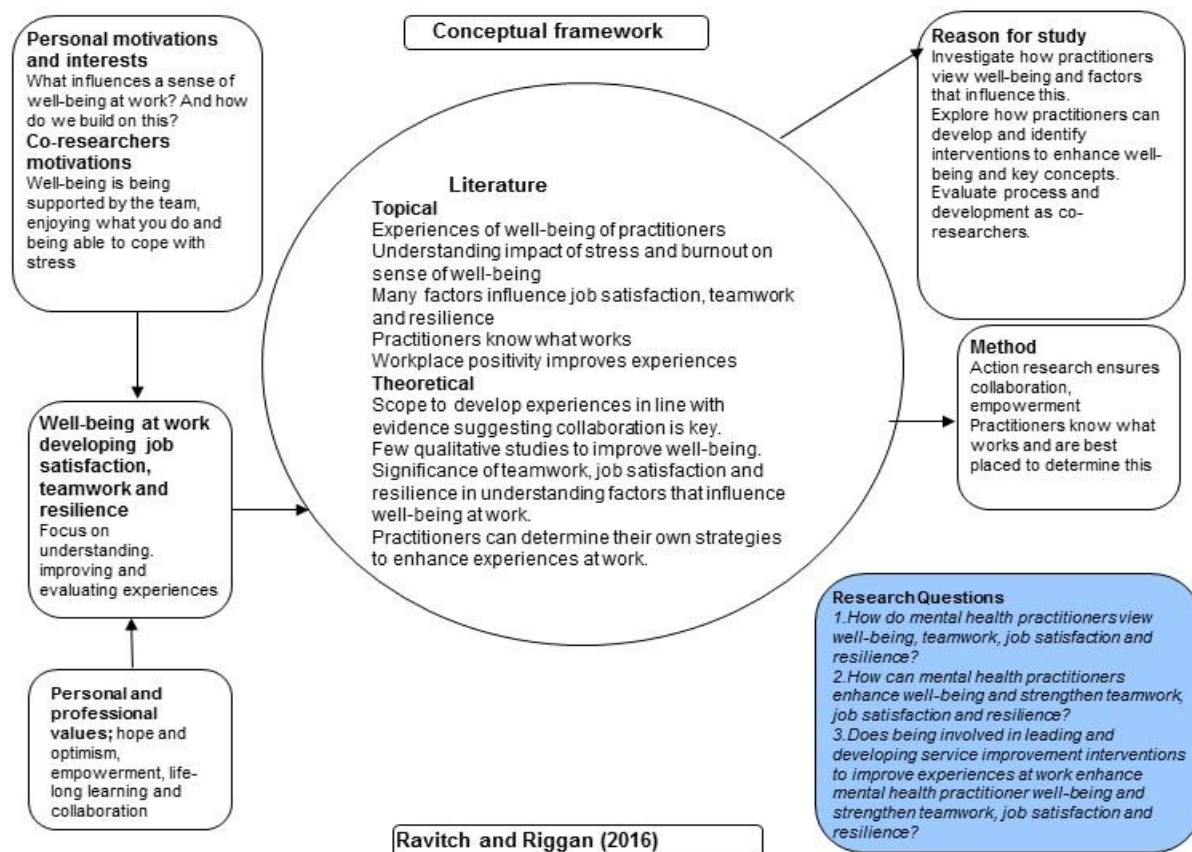 Conceptual framework
Personal motivations
and interests
What influences a sense of
well-being at work? And how
do we build on this?
Co-researchers
motivations
Well-being is being
supported by the team,
enjoying what you do and
being able to cope with
stress
Well-being at work
developing job
satisfaction,
teamwork and
resilience
Focus on
understanding.
improving and
evaluating experiences
Personal and
professional
values; hope and
optimism,
empowerment, life-
long learning and
collaboration
Literature
Topical
Experiences of well-being of practitioners
Understanding impact of stress and burnout on
sense of well-being
Many factors influence job satisfaction, teamwork
and resilience
Practitioners know what works
Workplace positivity improves experiences
Theoretical
Scope to develop experiences in line with
evidence suggesting collaboration is key.
Few qualitative studies to improve well-being.
Significance of teamwork, job satisfaction and
resilience in understanding factors that influence
well-being at work.
Practitioners can determine their own strategies
to enhance experiences at work.
Reason for study
Investigate how practitioners
view well-being and factors
that influence this.
Explore how practitioners can
develop and identify
interventions to enhance well-
being and key concepts.
Evaluate process and
development as co-
researchers.
Method
Action research ensures
collaboration,
empowerment
Practitioners know what
works and are best
placed to determine this
Research Questions
1.How do mental health practitioners view
well-being, teamwork, job satisfaction and
resilience?
2.How can mental health practitioners
enhance well-being and strengthen teamwork,
job satisfaction and resilience?
3.Does being involved in leading and
developing service improvement interventions
to improve experiences at work enhance
mental health practitioner well-being and
strengthen teamwork, job satisfaction and
resilience?
Ravitch and Riggan (2016)